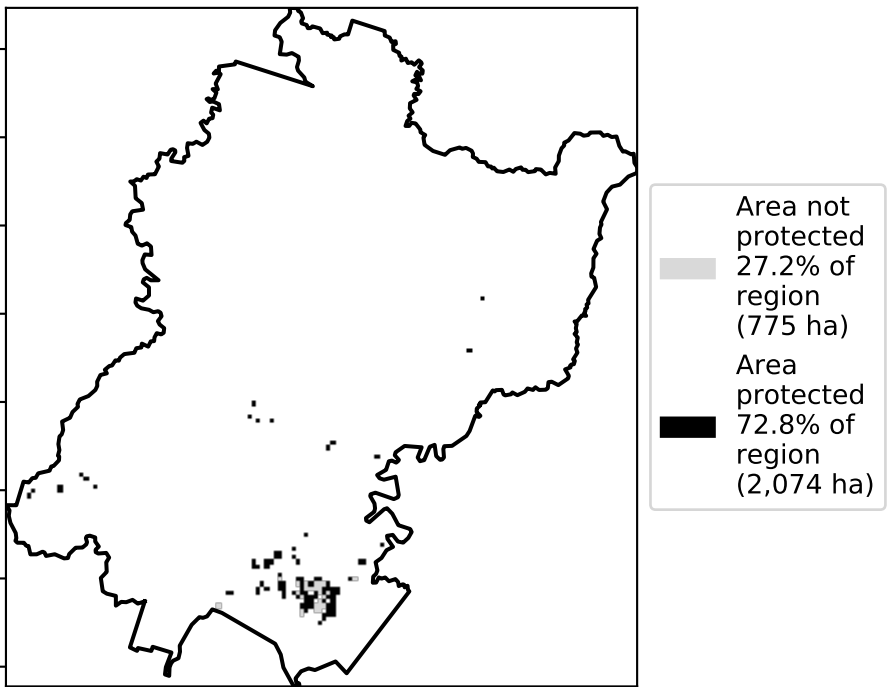 Area not
protected
27.2% of
region
(775 ha)
Area
protected
72.8% of
region
(2,074 ha)